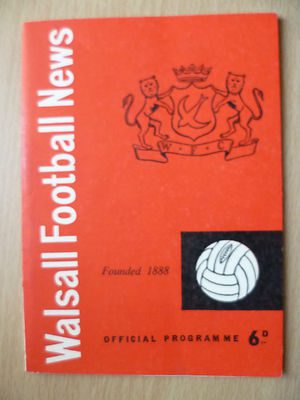 Walsall Football News
W F C
Founded 1888
OFFICIAL PROGRAMME 6D